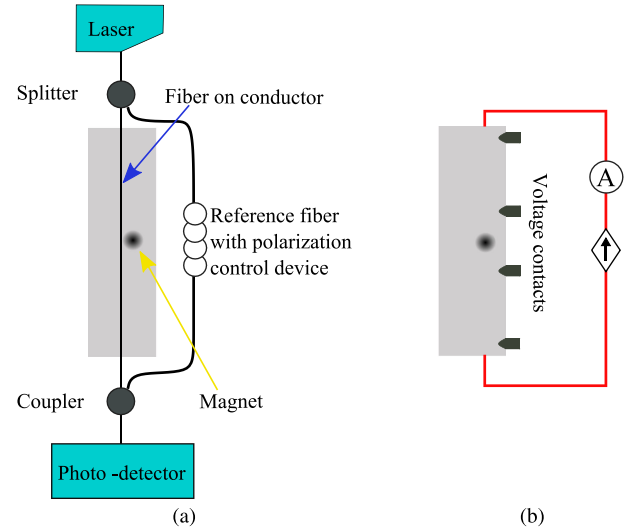 Laser
Splitter
Fiber on conductor
Reference fiber
with polarization
control device
Coupler
Magnet
Photo -detector
(a)
A
Voltage contacts
(b)